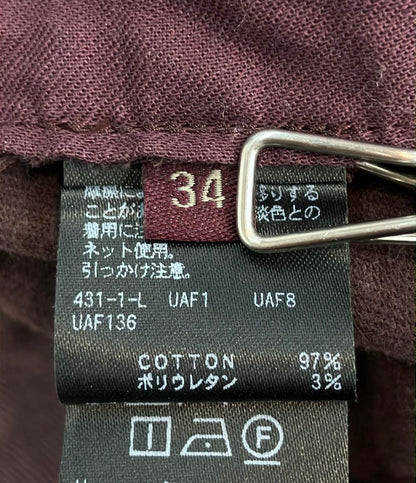 34
移りする
ことが
淡色との
着用に
ネット使用。
引っかけ注意。
431-1-L UAF1 UAF8
UAF136
COTTON 97%
ポリウレタン 3%
F